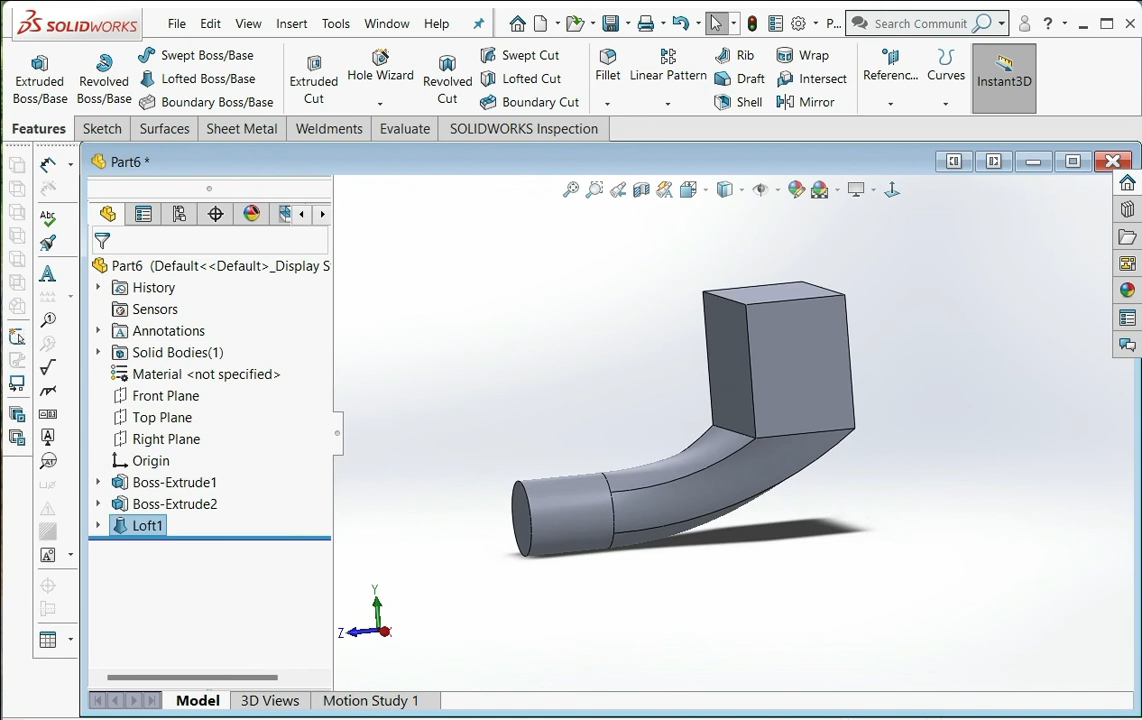 SOLIDWORKS File Edit View Insert Tools Window Help P... Search Communit ?
Extruded Boss/Base
Revolved Boss/Base
Swept Boss/Base
Lofted Boss/Base
Boundary Boss/Base
Extruded Cut
Hole Wizard
Revolved Cut
Swept Cut
Lofted Cut
Boundary Cut
Fillet
Linear Pattern
Rib
Draft
Shell
Wrap
Intersect
Mirror
Referenc...
Curves
Instant3D
Features Sketch Surfaces Sheet Metal Weldments Evaluate SOLIDWORKS Inspection
Part6 *
Part6 (Default<<Default>_Display S
History
Sensors
Annotations
Solid Bodies(1)
Material <not specified>
Front Plane
Top Plane
Right Plane
Origin
Boss-Extrude1
Boss-Extrude2
Loft1
Y
Z
Model 3D Views Motion Study 1